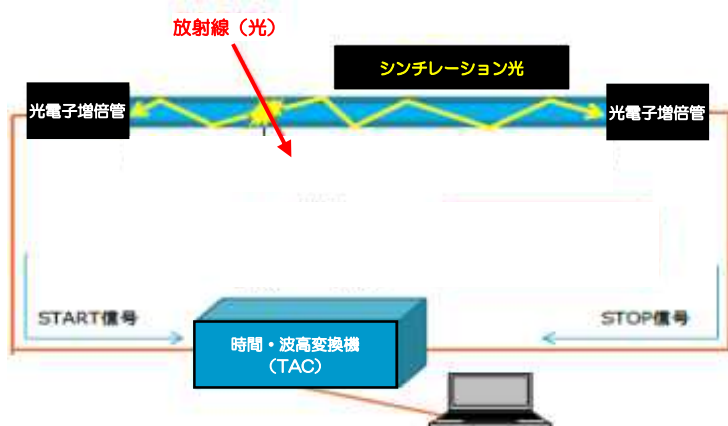 放射線（光）
シンチレーション光
光電子増倍管
光電子増倍管
START信号
STOP信号
時間・波高変換機
（TAC）